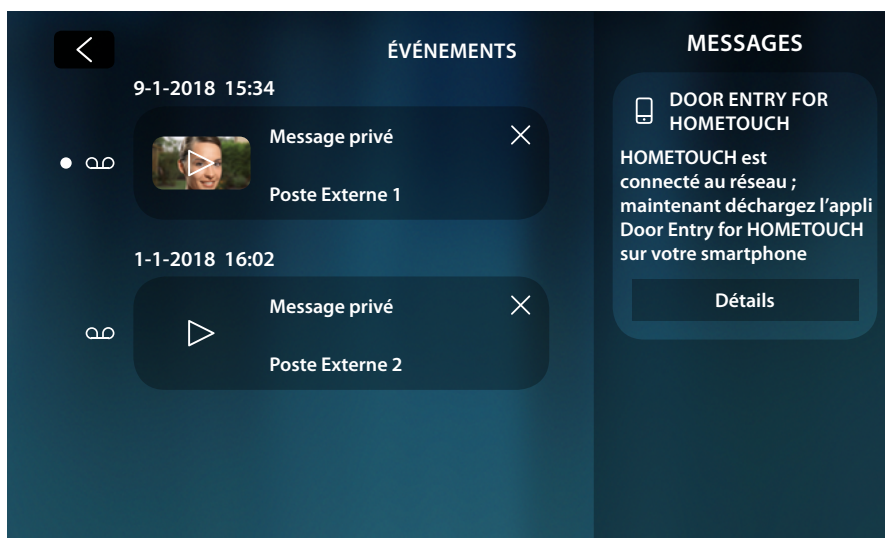 ÉVÉNEMENTS
9-1-2018 15:34
Message privé
Poste Externe 1
1-1-2018 16:02
Message privé
Poste Externe 2
MESSAGES
DOOR ENTRY FOR
HOMETOUCH
HOMETOUCH est
connecté au réseau ;
maintenant déchargez l’appli
Door Entry for HOMETOUCH
sur votre smartphone
Détails